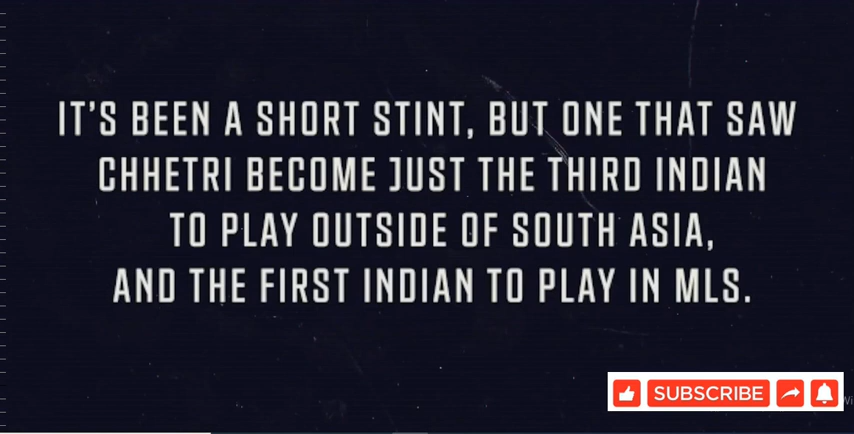 IT'S BEEN A SHORT STINT, BUT ONE THAT SAW
CHHETRI BECOME JUST THE THIRD INDIAN
TO PLAY OUTSIDE OF SOUTH ASIA,
AND THE FIRST INDIAN TO PLAY IN MLS.
SUBSCRIBE
Wi